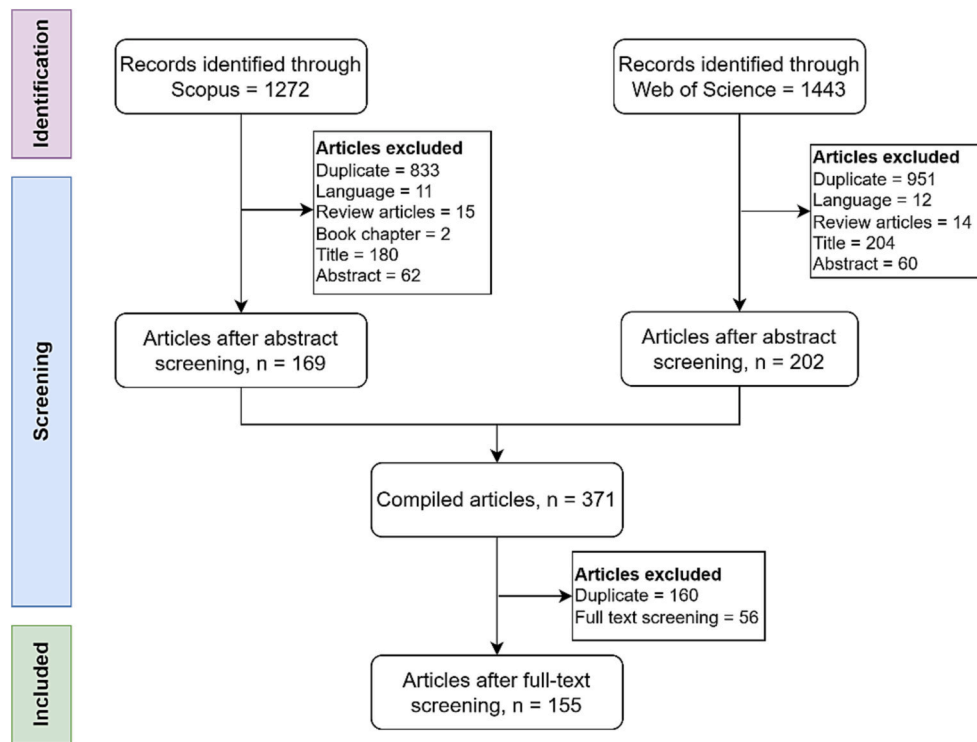 Identification
Records identified through
Scopus = 1272
Records identified through
Web of Science = 1443
Articles excluded
Duplicate = 833
Language = 11
Review articles = 15
Book chapter = 2
Title = 180
Abstract = 62
Articles excluded
Duplicate = 951
Language = 12
Review articles = 14
Title = 204
Abstract = 60
Screening
Articles after abstract
screening, n = 169
Articles after abstract
screening, n = 202
Compiled articles, n = 371
Articles excluded
Duplicate = 160
Full text screening = 56
Included
Articles after full-text
screening, n = 155